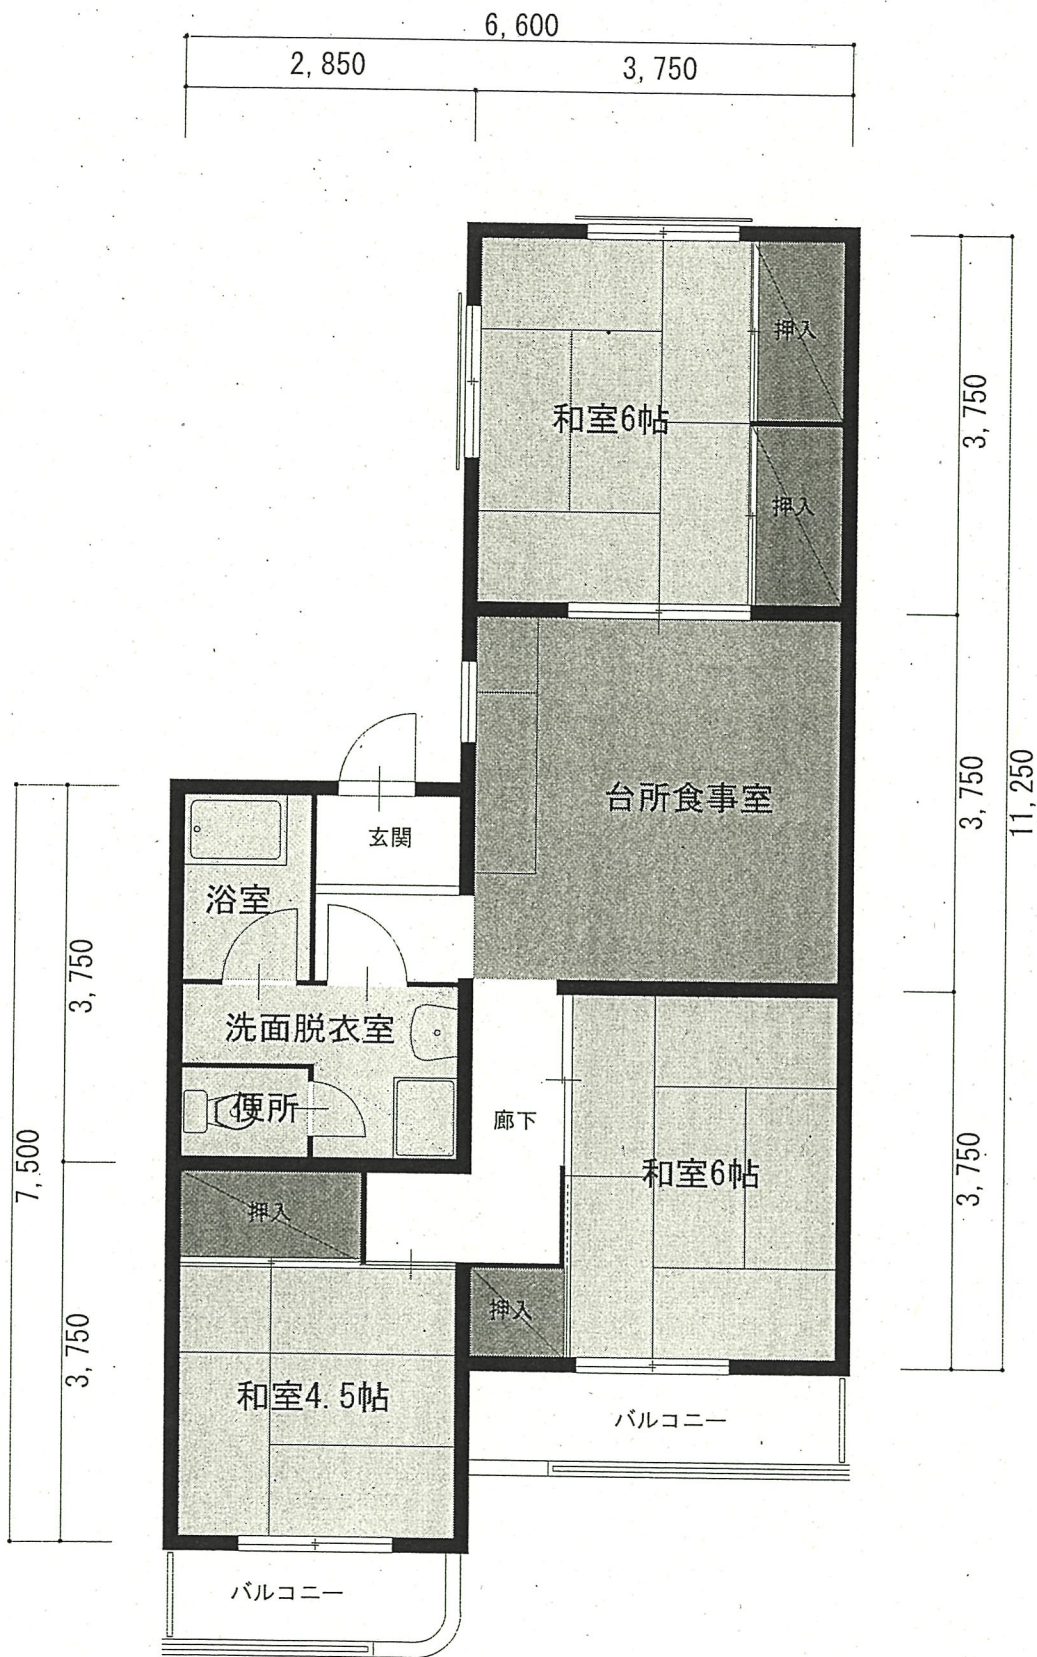 6,600
2,850
3,750
押入
和室6帖
3,750
押入
台所食事室
3,750
11,250
玄関
浴室
3,750
洗面脱衣室
便所
廊下
7,500
和室6帖
3,750
押入
押入
3,750
和室4.5帖
バルコニー
バルコニー